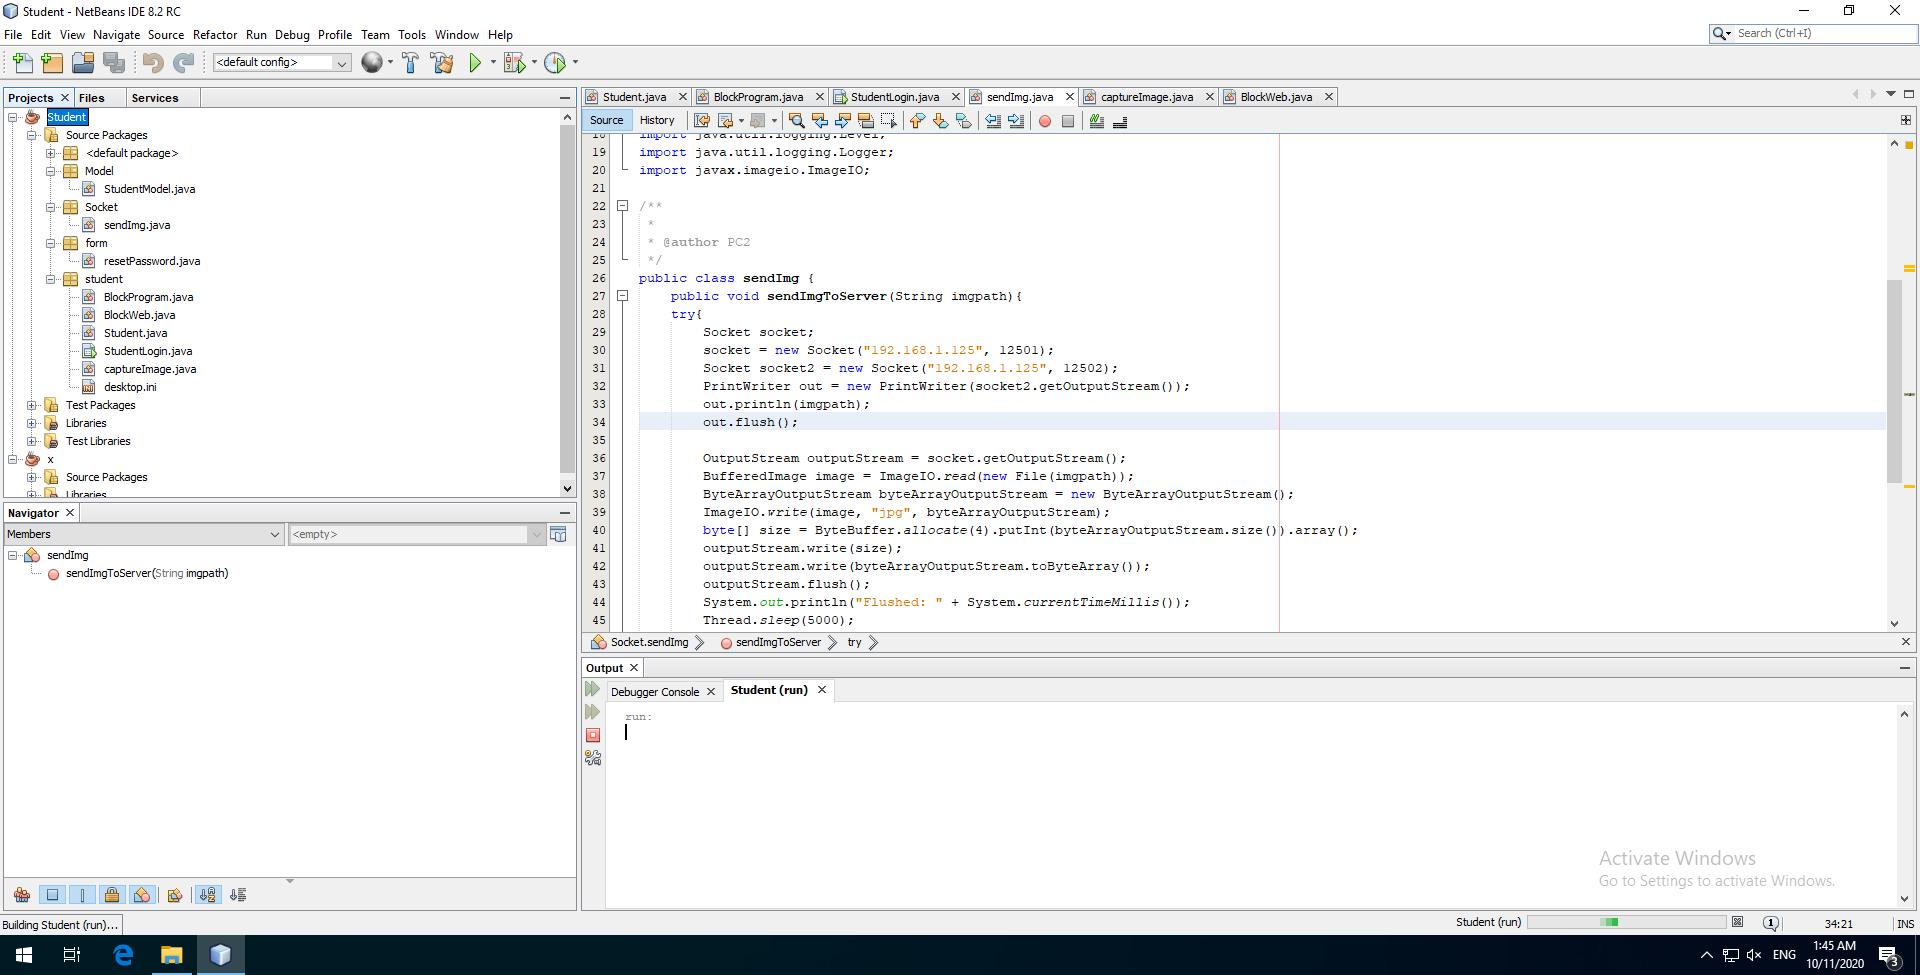 Student - NetBeans IDE 8.2 RC
File Edit View Navigate Source Refactor Run Debug Profile Team Tools Window Help
Search (Ctrl+I)
<default config>
Projects Files Services
Student
Source Packages
<default package>
Model
StudentModel.java
Socket
sendImg.java
form
resetPassword.java
student
BlockProgram.java
BlockWeb.java
Student.java
StudentLogin.java
captureImage.java
desktop.ini
Test Packages
Libraries
Test Libraries
x
Source Packages
Libraries
Navigator
Members <empty>
sendImg
sendImgToServer(String imgpath)
Student.java BlockProgram.java StudentLogin.java sendImg.java captureImage.java BlockWeb.java
Source History
18 import java.util.logging.Level;
19 import java.util.logging.Logger;
20 import javax.imageio.ImageIO;
21
22 /**
23 *
24 * @author PC2
25 */
26 public class sendImg {
27 public void sendImgToServer(String imgpath){
28 try{
29 Socket socket;
30 socket = new Socket("192.168.1.125", 12501);
31 Socket socket2 = new Socket("192.168.1.125", 12502);
32 PrintWriter out = new PrintWriter(socket2.getOutputStream());
33 out.println(imgpath);
34 out.flush();
35
36 OutputStream outputStream = socket.getOutputStream();
37 BufferedImage image = ImageIO.read(new File(imgpath));
38 ByteArrayOutputStream byteArrayOutputStream = new ByteArrayOutputStream();
39 ImageIO.write(image, "jpg", byteArrayOutputStream);
40 byte[] size = ByteBuffer.allocate(4).putInt(byteArrayOutputStream.size()).array();
41 outputStream.write(size);
42 outputStream.write(byteArrayOutputStream.toByteArray());
43 outputStream.flush();
44 System.out.println("Flushed: " + System.currentTimeMillis());
45 Thread.sleep(5000);
Socket.sendImg sendImgToServer try
Output
Debugger Console Student (run)
run:
Activate Windows
Go to Settings to activate Windows.
Building Student (run)...
Student (run) 1 34:21 INS
ENG 1:45 AM
10/11/2020 3